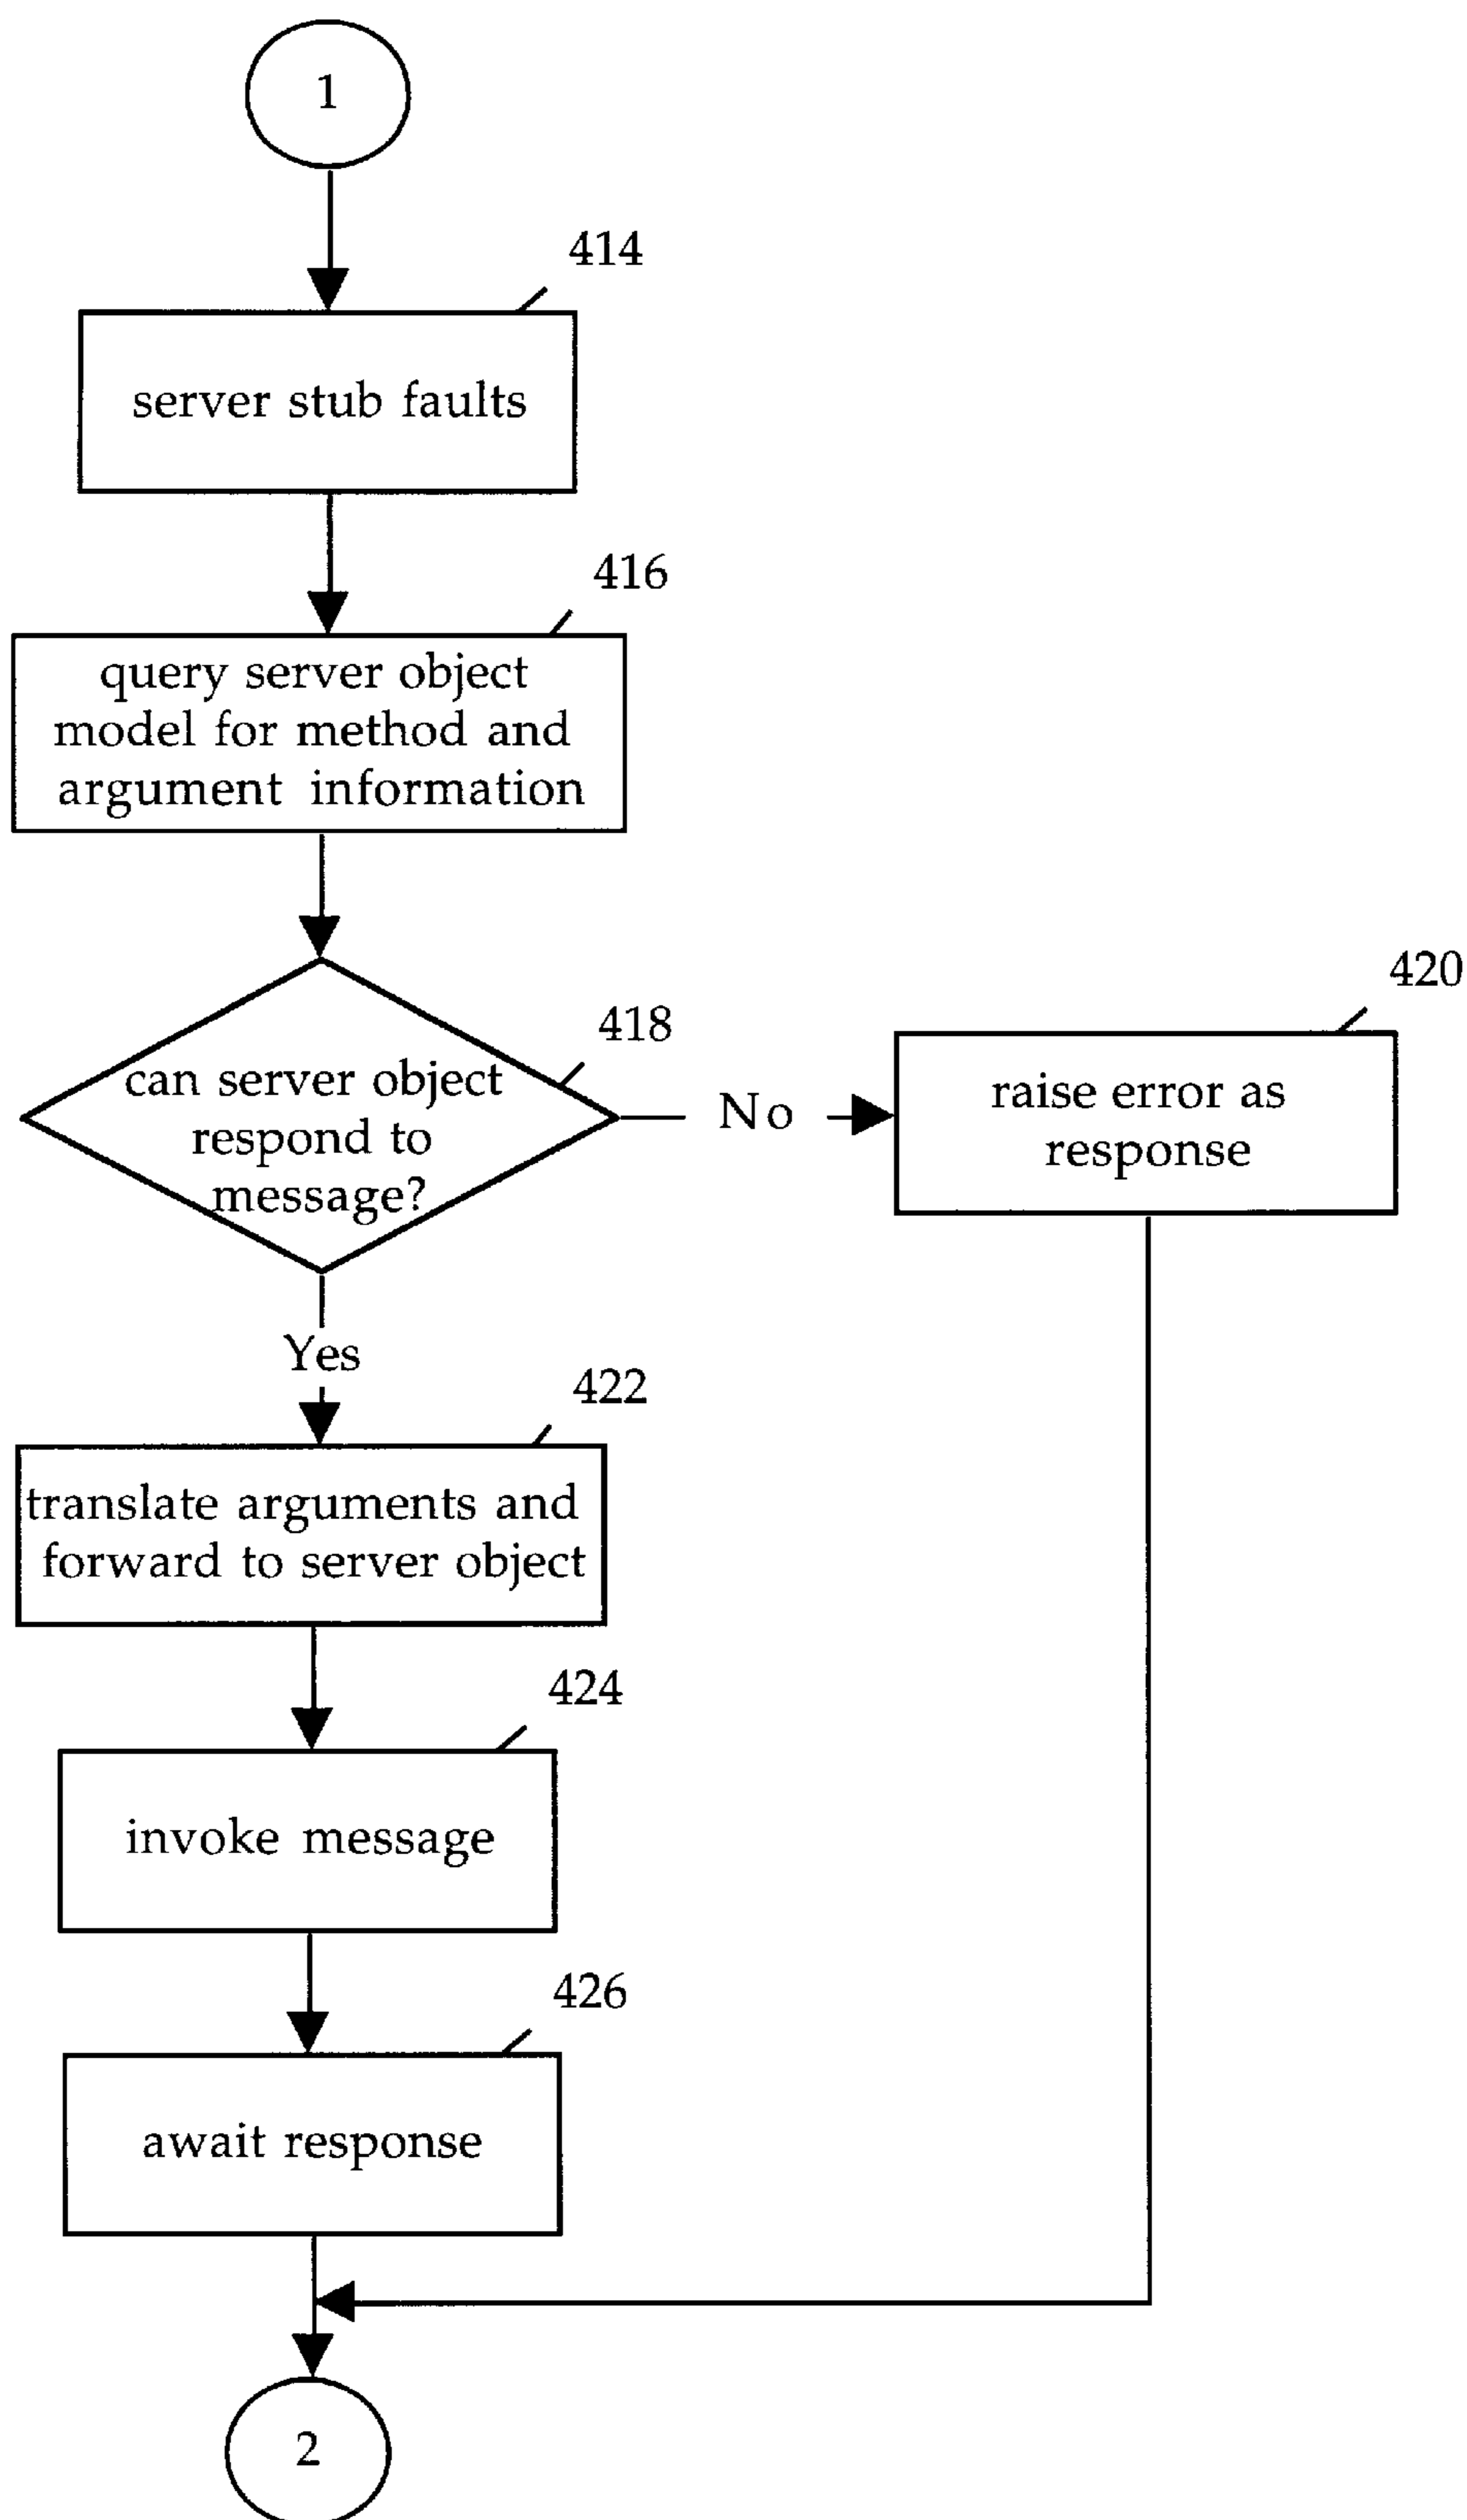 1
414
server stub faults
416
query server object
model for method and
argument information
418
can server object
respond to
message?
No
420
raise error as
response
Yes
422
translate arguments and
forward to server object
424
invoke message
426
await response
2